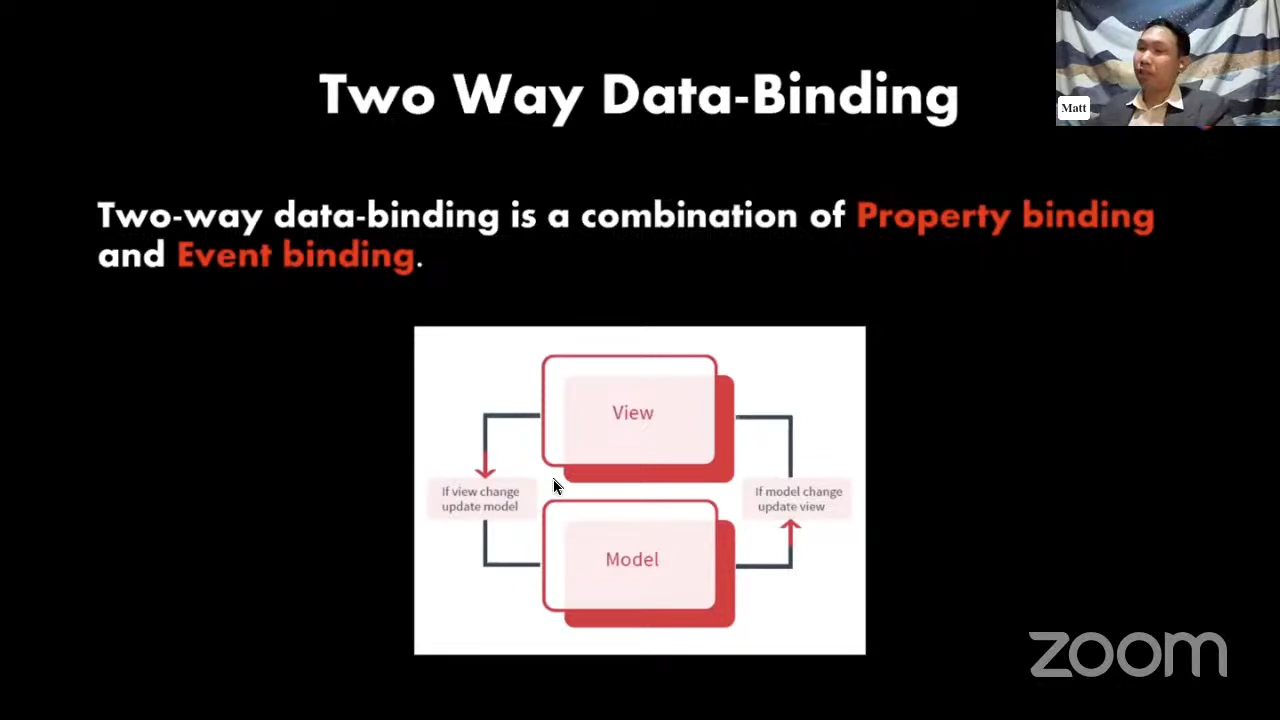 Two Way Data-Binding
Matt
Two-way data-binding is a combination of Property binding
and Event binding.
View
If view change
update model
If model change
update view
Model
zoom